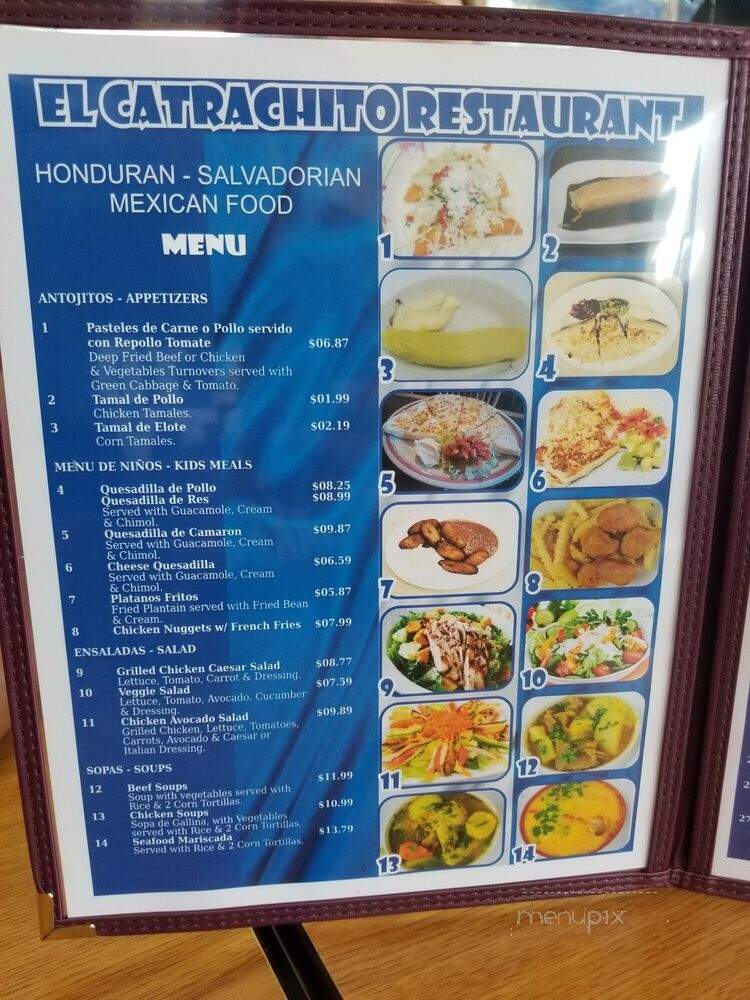 EL CATRACHITO RESTAURANT
HONDURAN - SALVADORIAN
MEXICAN FOOD
MENU
ANTOJITOS - APPETIZERS
1 Pasteles de Carne o Pollo servido
con Repollo Tomate $06.87
Deep Fried Beef or Chicken
& Vegetables Turnovers served with
Green Cabbage & Tomato.
2 Tamal de Pollo $01.99
Chicken Tamales.
3 Tamal de Elote $02.19
Corn Tamales.
MENU DE NIÑOS - KIDS MEALS
4 Quesadilla de Pollo $08.25
Quesadilla de Res $08.99
Served with Guacamole, Cream
& Chimol.
5 Quesadilla de Camaron $09.87
Served with Guacamole, Cream
& Chimol.
6 Cheese Quesadilla $06.59
Served with Guacamole, Cream
& Chimol.
7 Platanos Fritos $05.87
Fried Plantain served with Fried Bean
& Cream.
8 Chicken Nuggets w/ French Fries $07.99
ENSALADAS - SALAD
9 Grilled Chicken Caesar Salad $08.77
Lettuce, Tomato, Carrot & Dressing.
10 Veggie Salad $07.59
Lettuce, Tomato, Avocado, Cucumber
& Dressing.
11 Chicken Avocado Salad $09.89
Grilled Chicken, Lettuce, Tomatoes,
Carrots, Avocado & Caesar or
Italian Dressing.
SOPAS - SOUPS
12 Beef Soups $11.99
Soup with vegetables served with
Rice & 2 Corn Tortillas.
13 Chicken Soups $10.99
Sopa de Gallina, with Vegetables
served with Rice & 2 Corn Tortillas.
14 Seafood Mariscada $13.79
Served with Rice & 2 Corn Tortillas.
1
2
3
4
5
6
7
8
9
10
11
12
13
14
27
menupix